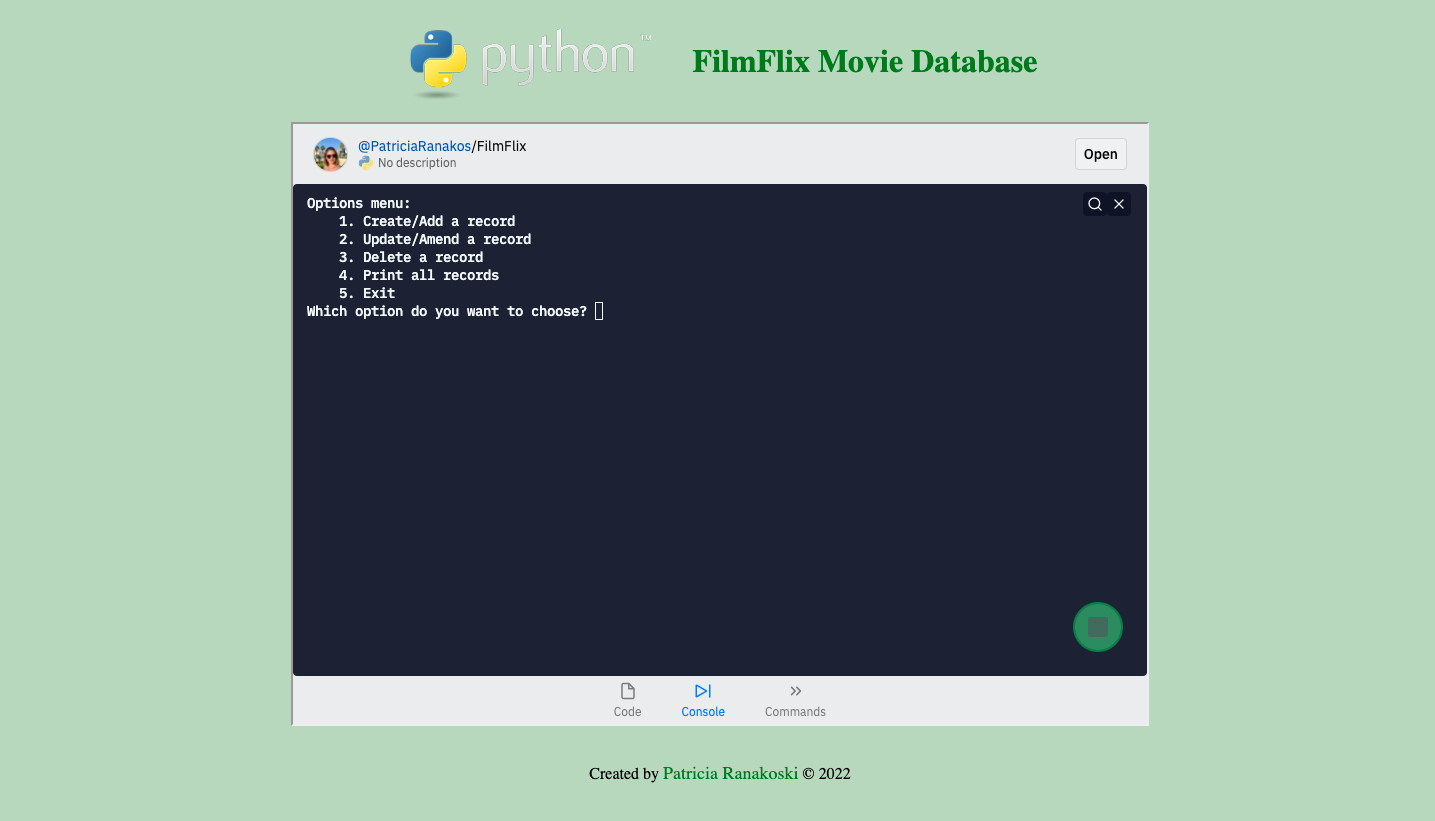 python™
FilmFlix Movie Database
@PatriciaRanakos/FilmFlix
No description
Open
Options menu:
1. Create/Add a record
2. Update/Amend a record
3. Delete a record
4. Print all records
5. Exit
Which option do you want to choose?
Code
Console
Commands
Created by Patricia Ranakoski © 2022